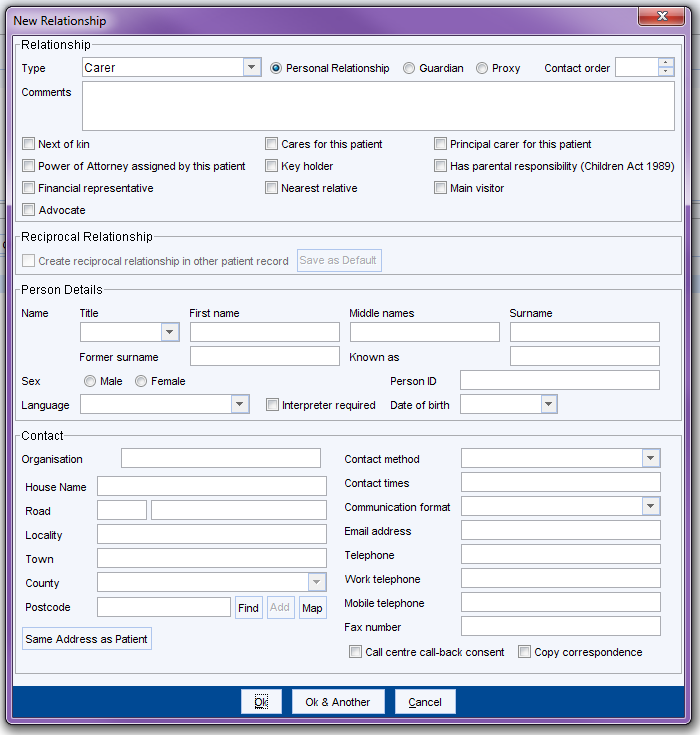 New Relationship
Relationship
Type Carer Personal Relationship Guardian Proxy Contact order
Comments
Next of kin Cares for this patient Principal carer for this patient
Power of Attorney assigned by this patient Key holder Has parental responsibility (Children Act 1989)
Financial representative Nearest relative Main visitor
Advocate
Reciprocal Relationship
Create reciprocal relationship in other patient record Save as Default
Person Details
Name Title First name Middle names Surname
Former surname Known as
Sex Male Female Person ID
Language Interpreter required Date of birth
Contact
Organisation Contact method
House Name Contact times
Road Communication format
Locality Email address
Town Telephone
County Work telephone
Postcode Find Add Map Mobile telephone
Fax number
Same Address as Patient
Call centre call-back consent Copy correspondence
Ok Ok & Another Cancel